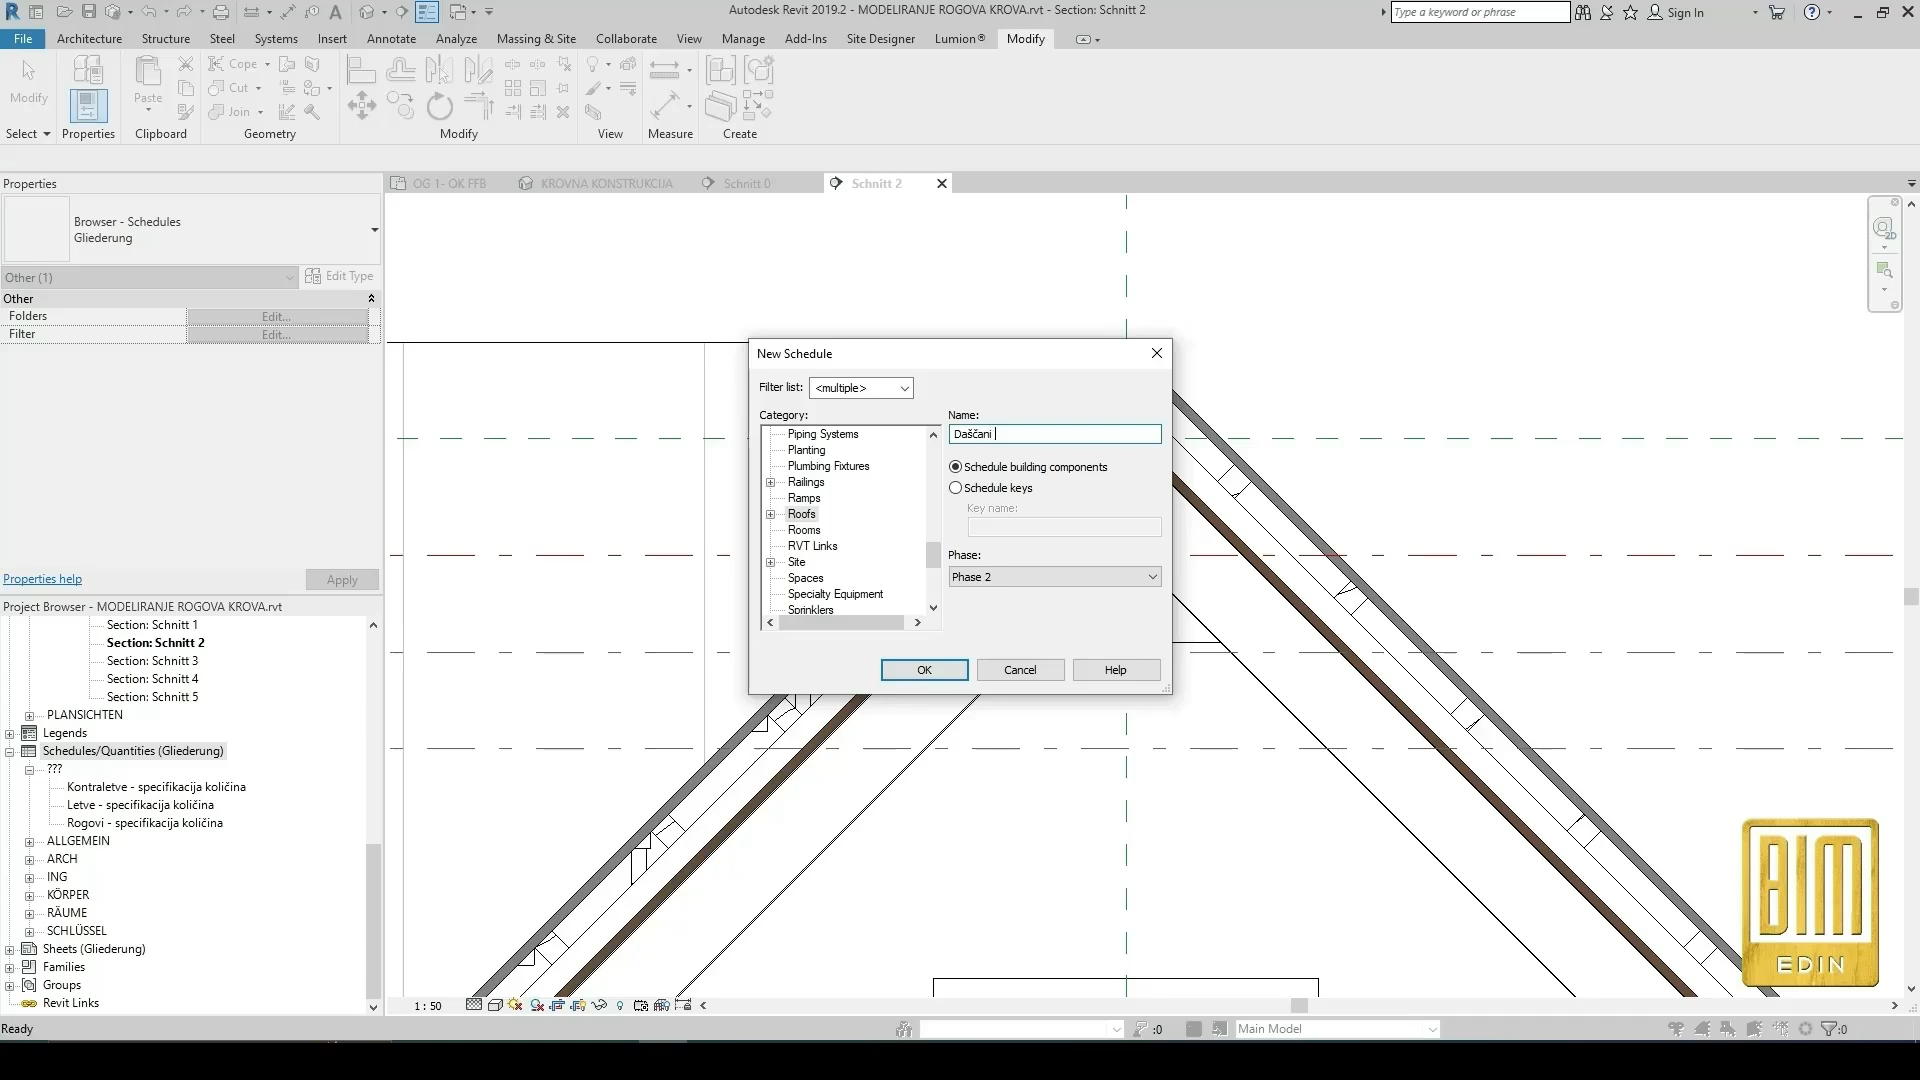 Autodesk Revit 2019.2 - MODELIRANJE ROGOVA KROVA.rvt - Section: Schnitt 2
Type a keyword or phrase
Sign In
File Architecture Structure Steel Systems Insert Annotate Analyze Massing & Site Collaborate View Manage Add-Ins Site Designer Lumion® Modify
Modify
Paste
Cope
Cut
Join
Select Properties Clipboard Geometry Modify View Measure Create
Properties
OG 1- OK FFB KROVNA KONSTRUKCIJA Schnitt 0 Schnitt 2
Browser - Schedules
Gliederung
Other (1) Edit Type
Other
Folders Edit...
Filter Edit...
Properties help Apply
Project Browser - MODELIRANJE ROGOVA KROVA.rvt
Section: Schnitt 1
Section: Schnitt 2
Section: Schnitt 3
Section: Schnitt 4
Section: Schnitt 5
PLANSICHTEN
Legends
Schedules/Quantities (Gliederung)
???
Kontraletve - specifikacija količina
Letve - specifikacija količina
Rogovi - specifikacija količina
ALLGEMEIN
ARCH
ING
KÖRPER
RÄUME
SCHLÜSSEL
Sheets (Gliederung)
Families
Groups
Revit Links
New Schedule
Filter list: <multiple>
Category:
Piping Systems
Planting
Plumbing Fixtures
Railings
Ramps
Roofs
Rooms
RVT Links
Site
Spaces
Specialty Equipment
Sprinklers
Name:
Daščani
Schedule building components
Schedule keys
Key name:
Phase:
Phase 2
OK Cancel Help
BIM
EDIN
1 : 50
Ready
:0
Main Model
:0